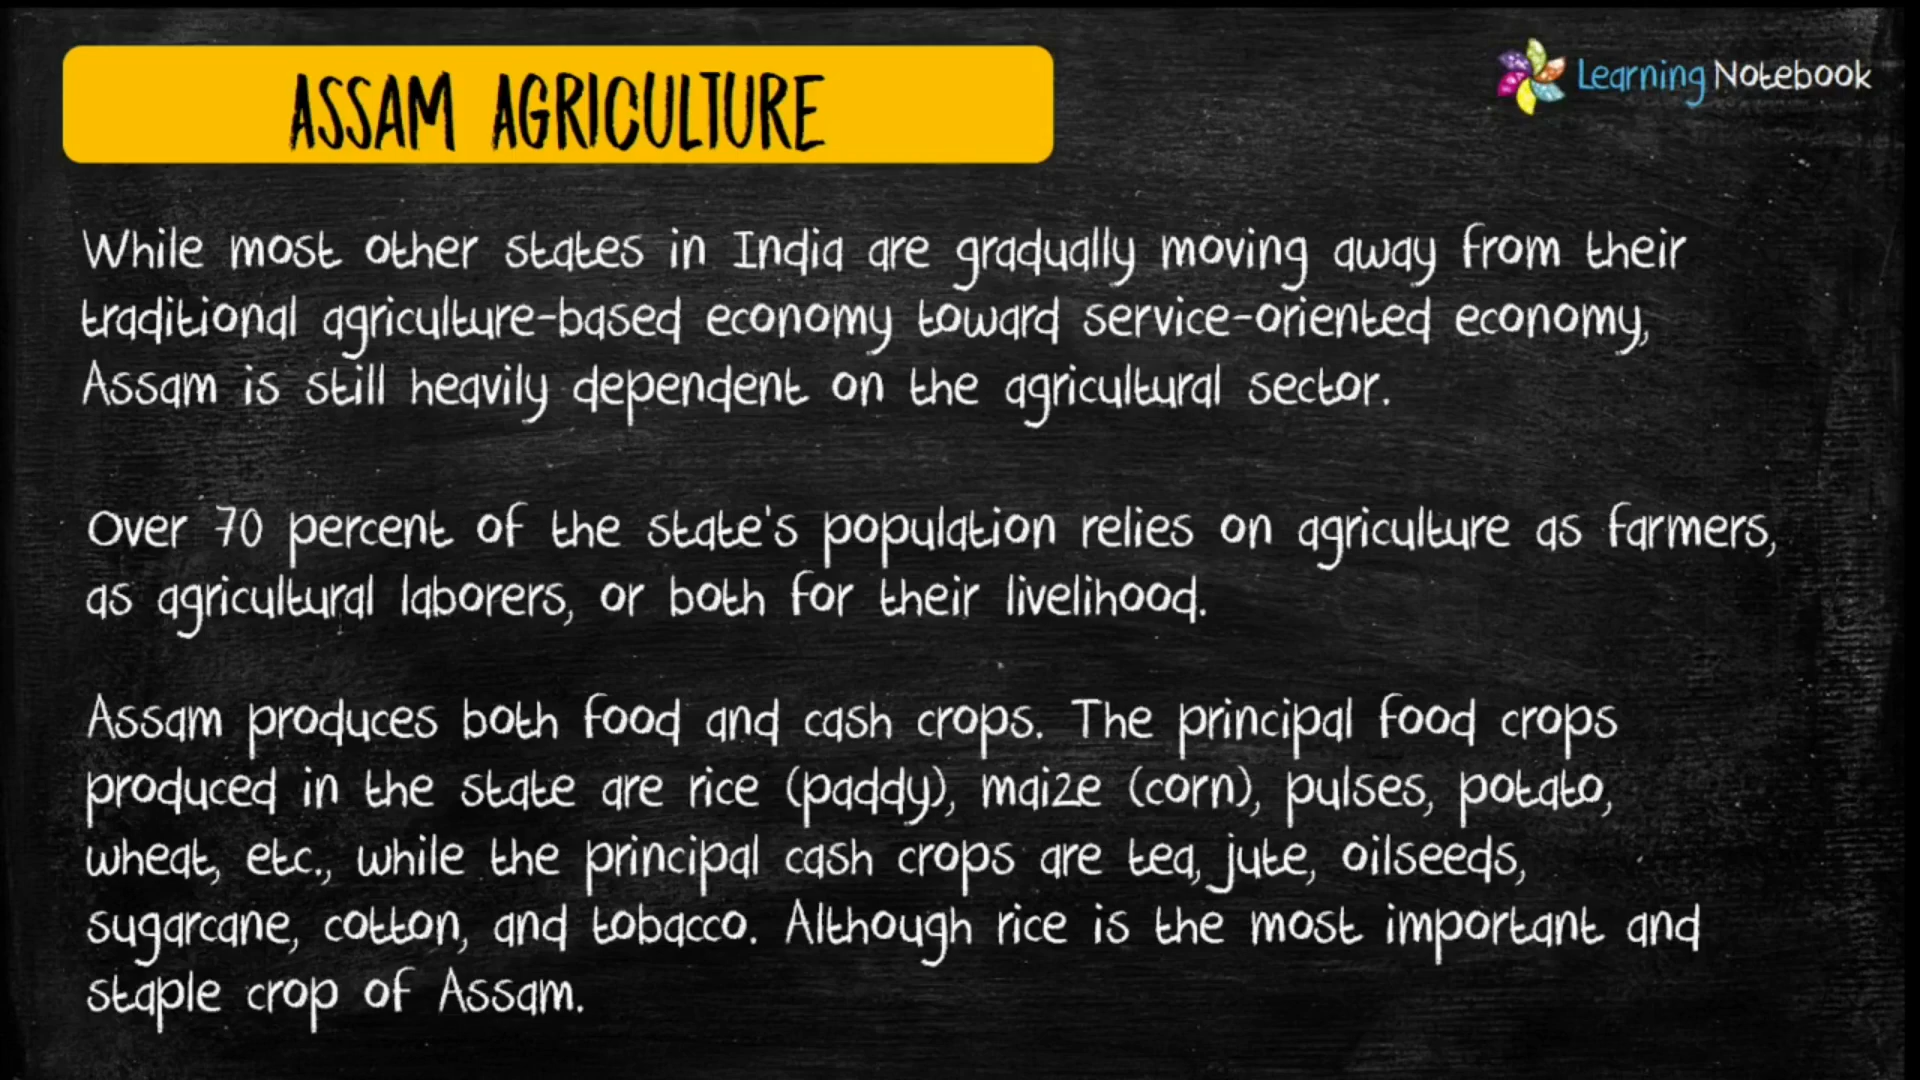 ASSAM AGRICULTURE
Learning Notebook
While most other states in India are gradually moving away from their
traditional agriculture-based economy toward service-oriented economy,
Assam is still heavily dependent on the agricultural sector.
Over 70 percent of the state's population relies on agriculture as farmers,
as agricultural laborers, or both for their livelihood.
Assam produces both food and cash crops. The principal food crops
produced in the state are rice (paddy), maize (corn), pulses, potato,
wheat, etc., while the principal cash crops are tea, jute, oilseeds,
sugarcane, cotton, and tobacco. Although rice is the most important and
staple crop of Assam.